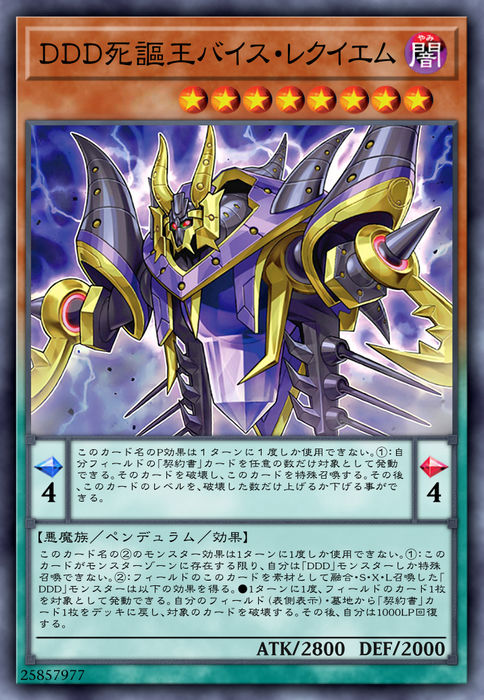 DDD死謳王バイス・レクイエム
やみ
闇
このカード名のP効果は1ターンに1度しか使用できない。①:自
分フィールドの「契約書」カードを任意の数だけ対象として発動
できる。そのカードを破壊し、このカードを特殊召喚する。その後
、このカードのレベルを、破壊した数だけ上げるか下げる事がで
きる。
4
4
【悪魔族／ペンデュラム／効果】
このカード名の②のモンスター効果は1ターンに1度しか使用できない。①:この
カードがモンスターゾーンに存在する限り、自分は「DDD」モンスターしか特殊
召喚できない。②:フィールドのこのカードを素材として融合・S・X・L召喚した「
DDD」モンスターは以下の効果を得る。●1ターンに1度、フィールドのカード1枚
を対象として発動できる。自分のフィールド(表側表示)・墓地から「契約書」カー
ド1枚をデッキに戻し、対象のカードを破壊する。その後、自分は1000LP回復
する。
ATK/2800 DEF/2000
25857977